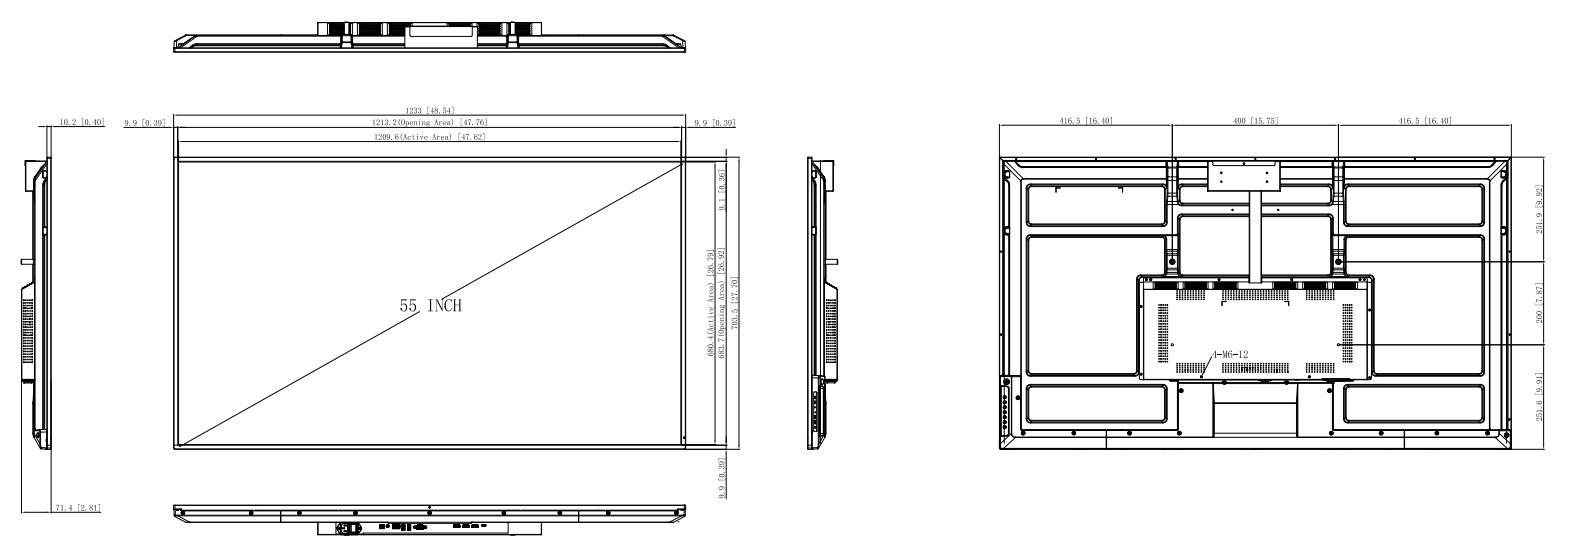 1233 [48.54]
10.2 [0.40]
9.9 [0.39]
1213.2(Opening Area) [47.76]
9.9 [0.39]
1209.6(Active Area) [47.62]
9.1 [0.36]
680.4(Active Area) [26.79]
683.7(Opening Area) [26.92]
703.5 [27.70]
55 INCH
9.9 [0.39]
71.4 [2.81]
416.5 [16.40]
400 [15.75]
416.5 [16.40]
251.9 [9.92]
200 [7.87]
4-M6-12
251.6 [9.91]